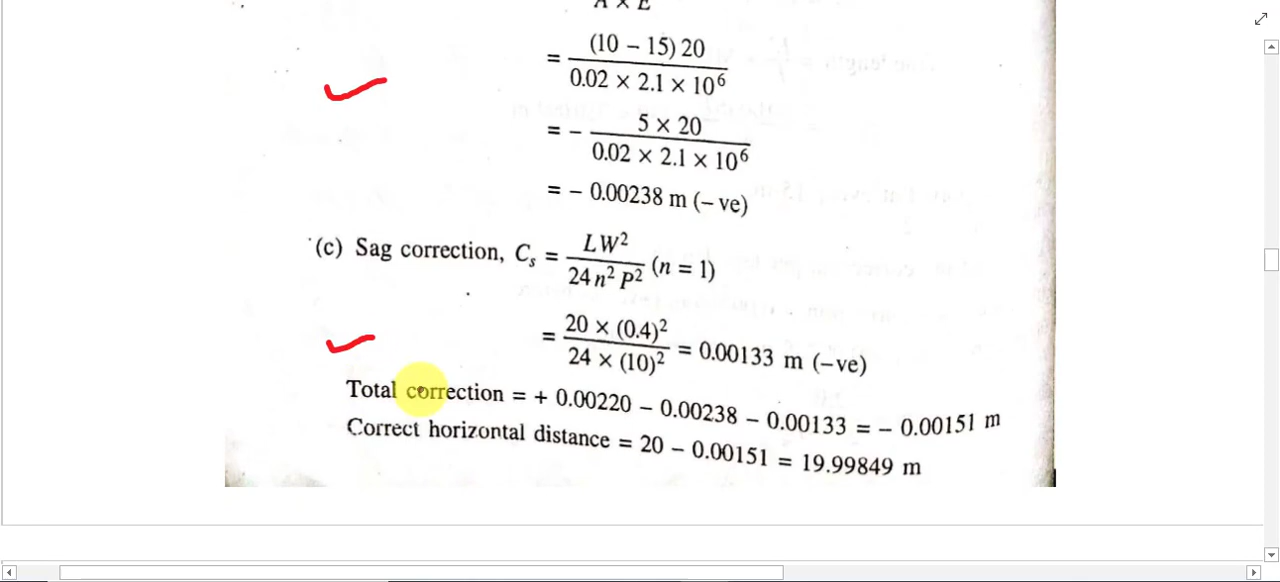 A × E
= (10 – 15) 20 / 0.02 × 2.1 × 10⁶
= – 5 × 20 / 0.02 × 2.1 × 10⁶
= – 0.00238 m (– ve)
(c) Sag correction, Cₛ = LW² / 24 n² P² (n = 1)
= 20 × (0.4)² / 24 × (10)² = 0.00133 m (–ve)
Total correction = + 0.00220 – 0.00238 – 0.00133 = – 0.00151 m
Correct horizontal distance = 20 – 0.00151 = 19.99849 m